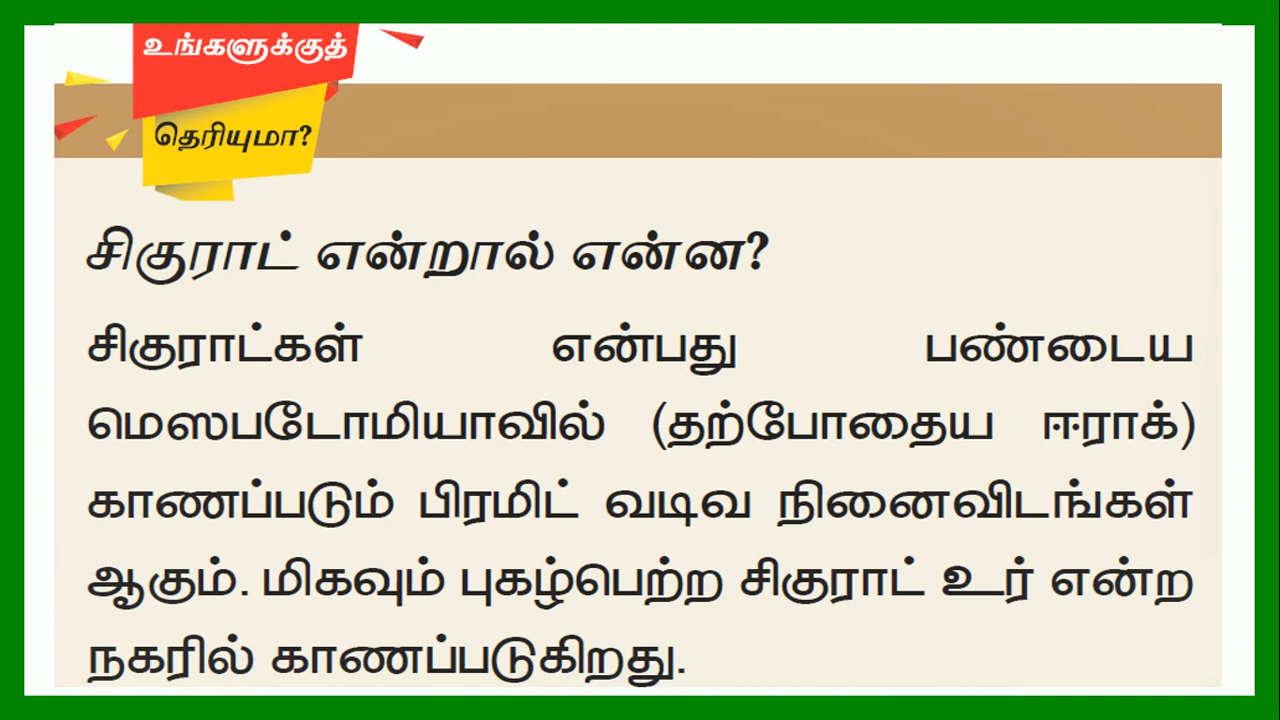 உங்களுக்குத்
தெரியுமா?
சிகுராட் என்றால் என்ன?
சிகுராட்கள் என்பது பண்டைய
மெஸபடோமியாவில் (தற்போதைய ஈராக்)
காணப்படும் பிரமிட் வடிவ நினைவிடங்கள்
ஆகும். மிகவும் புகழ்பெற்ற சிகுராட் உர் என்ற
நகரில் காணப்படுகிறது.